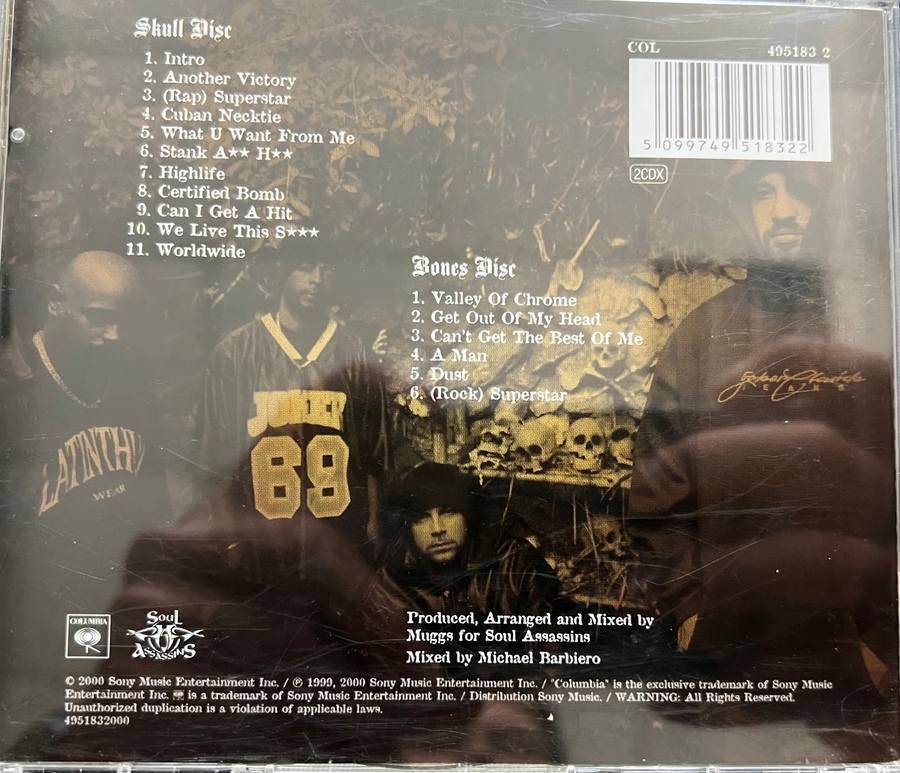 Skull Disc
1. Intro
2. Another Victory
3. (Rap) Superstar
4. Cuban Necktie
5. What U Want From Me
6. Stank A** H**
7. Highlife
8. Certified Bomb
9. Can I Get A Hit
10. We Live This S***
11. Worldwide
COL 495183 2
5 099749 518322
2CDX
Bones Disc
1. Valley Of Chrome
2. Get Out Of My Head
3. Can't Get The Best Of Me
4. A Man
5. Dust
6. (Rock) Superstar
JOKER
69
WEAR
Produced, Arranged and Mixed by
Muggs for Soul Assassins
Mixed by Michael Barbiero
COLUMBIA
SOUL
ASSASSINS
© 2000 Sony Music Entertainment Inc. / ℗ 1999, 2000 Sony Music Entertainment Inc. / "Columbia" is the exclusive trademark of Sony Music
Entertainment Inc. is a trademark of Sony Music Entertainment Inc. / Distribution Sony Music. / WARNING: All Rights Reserved.
Unauthorized duplication is a violation of applicable laws.
4951832000